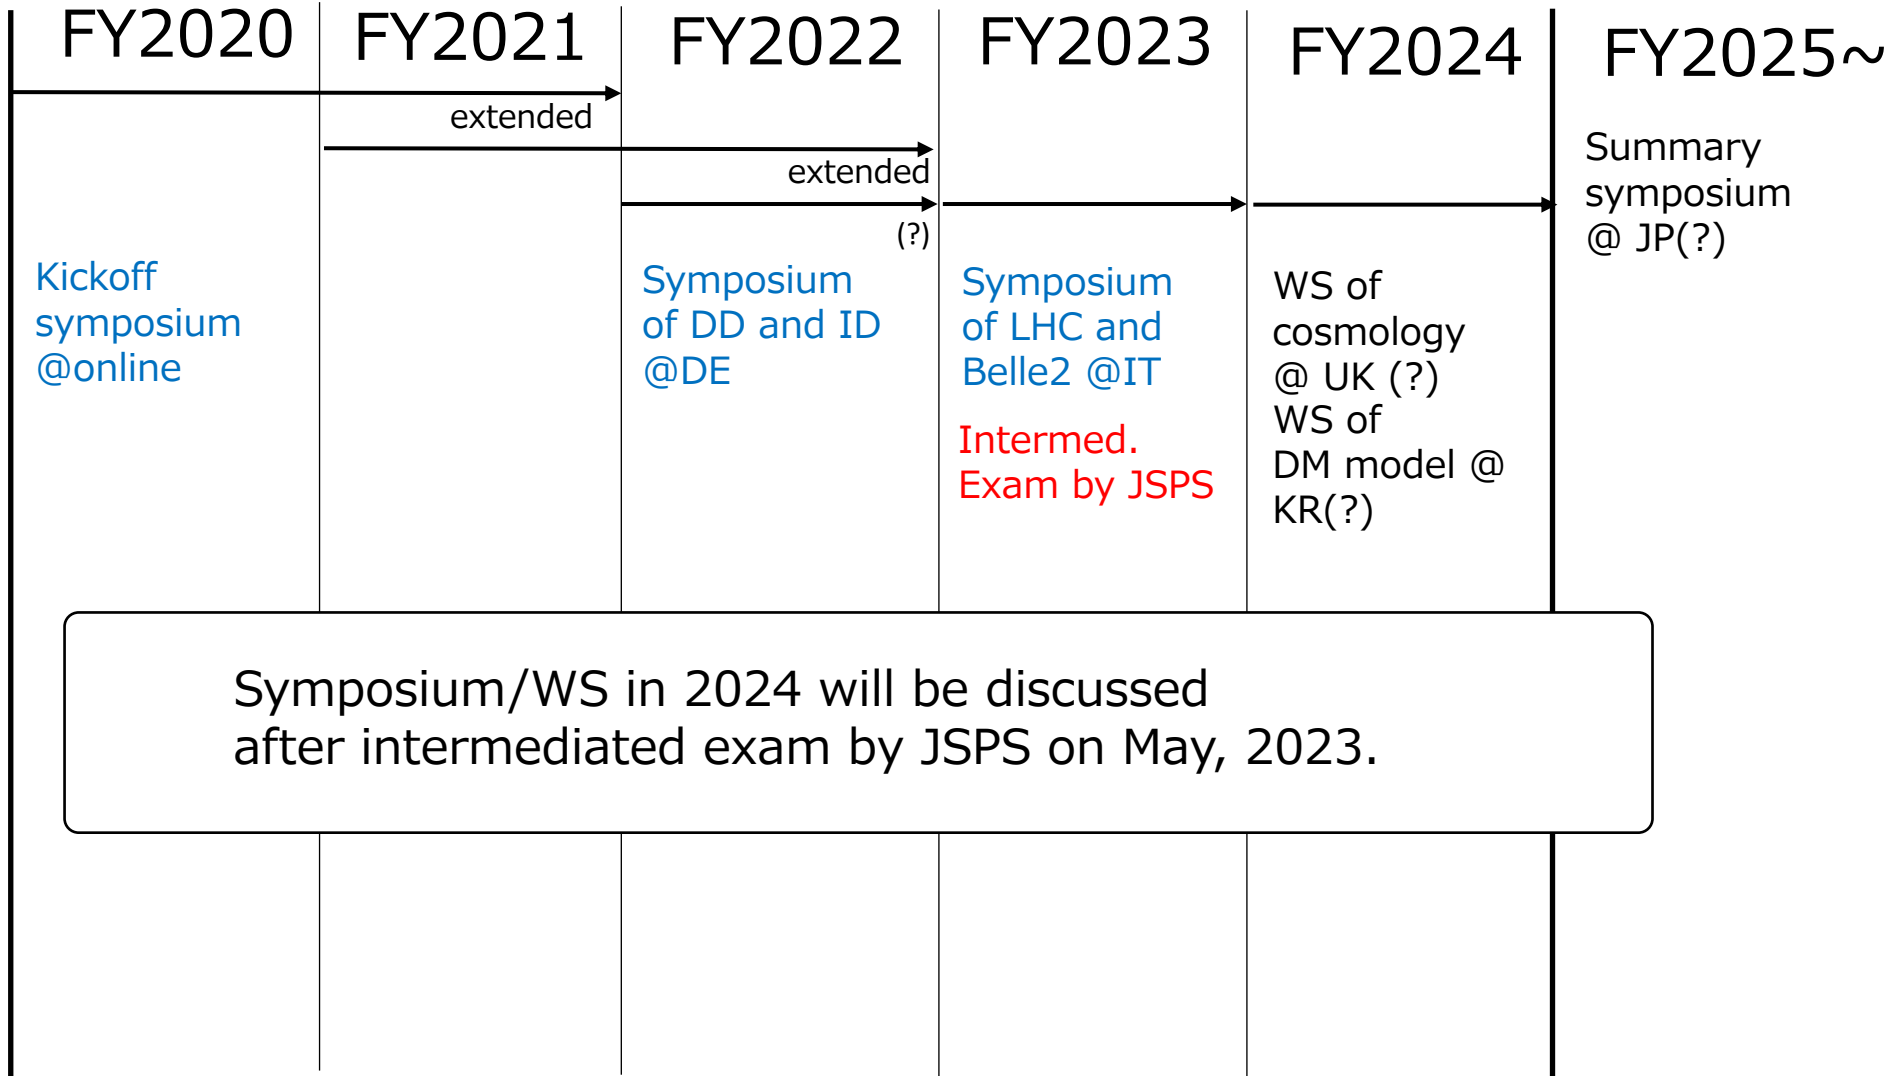 FY2020
FY2021
FY2022
FY2023
FY2024
FY2025~
extended
extended
(?)
Kickoff
symposium
@online
Symposium
of DD and ID
@DE
Symposium
of LHC and
Belle2 @IT
Intermed.
Exam by JSPS
WS of
cosmology
@ UK (?)
WS of
DM model @
KR(?)
Summary
symposium
@ JP(?)
Symposium/WS in 2024 will be discussed
after intermediated exam by JSPS on May, 2023.